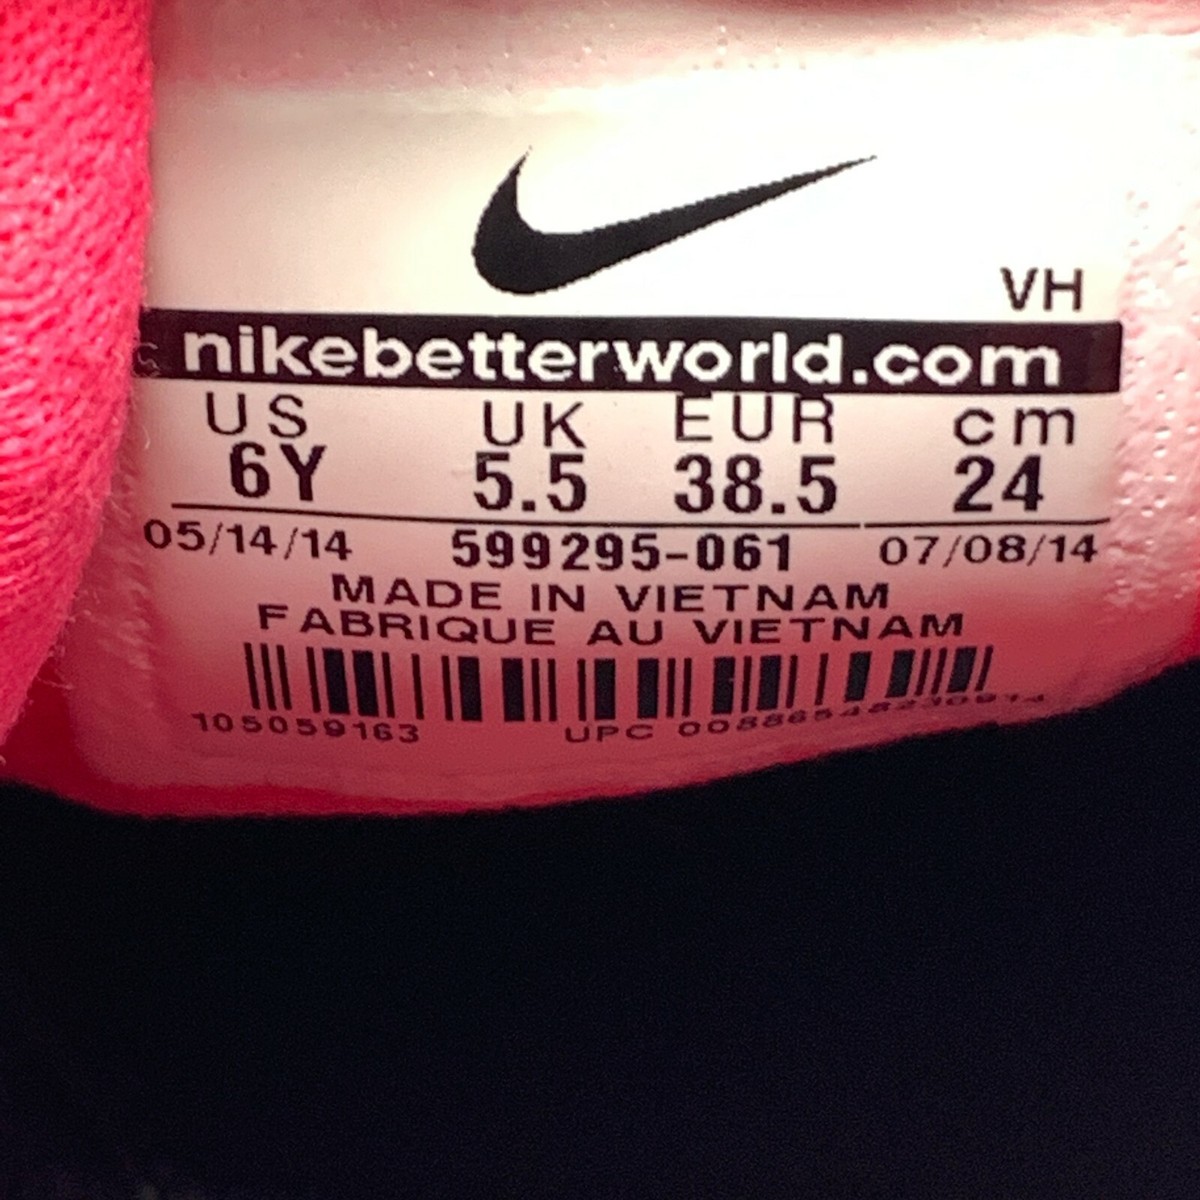 VH
nikebetterworld.com
US UK EUR cm
6Y 5.5 38.5 24
05/14/14 599295-061 07/08/14
MADE IN VIETNAM
FABRIQUE AU VIETNAM
105059163 UPC